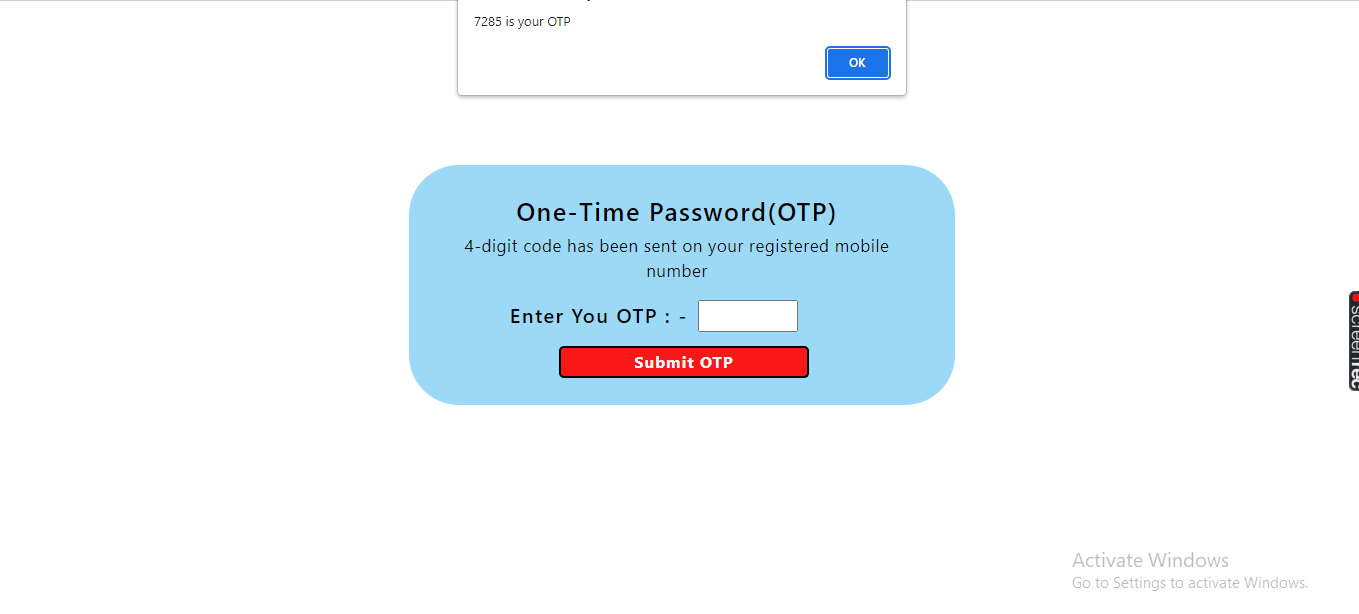 7285 is your OTP
OK
One-Time Password(OTP)
4-digit code has been sent on your registered mobile
number
Enter You OTP : -
Submit OTP
screenrec
Activate Windows
Go to Settings to activate Windows.